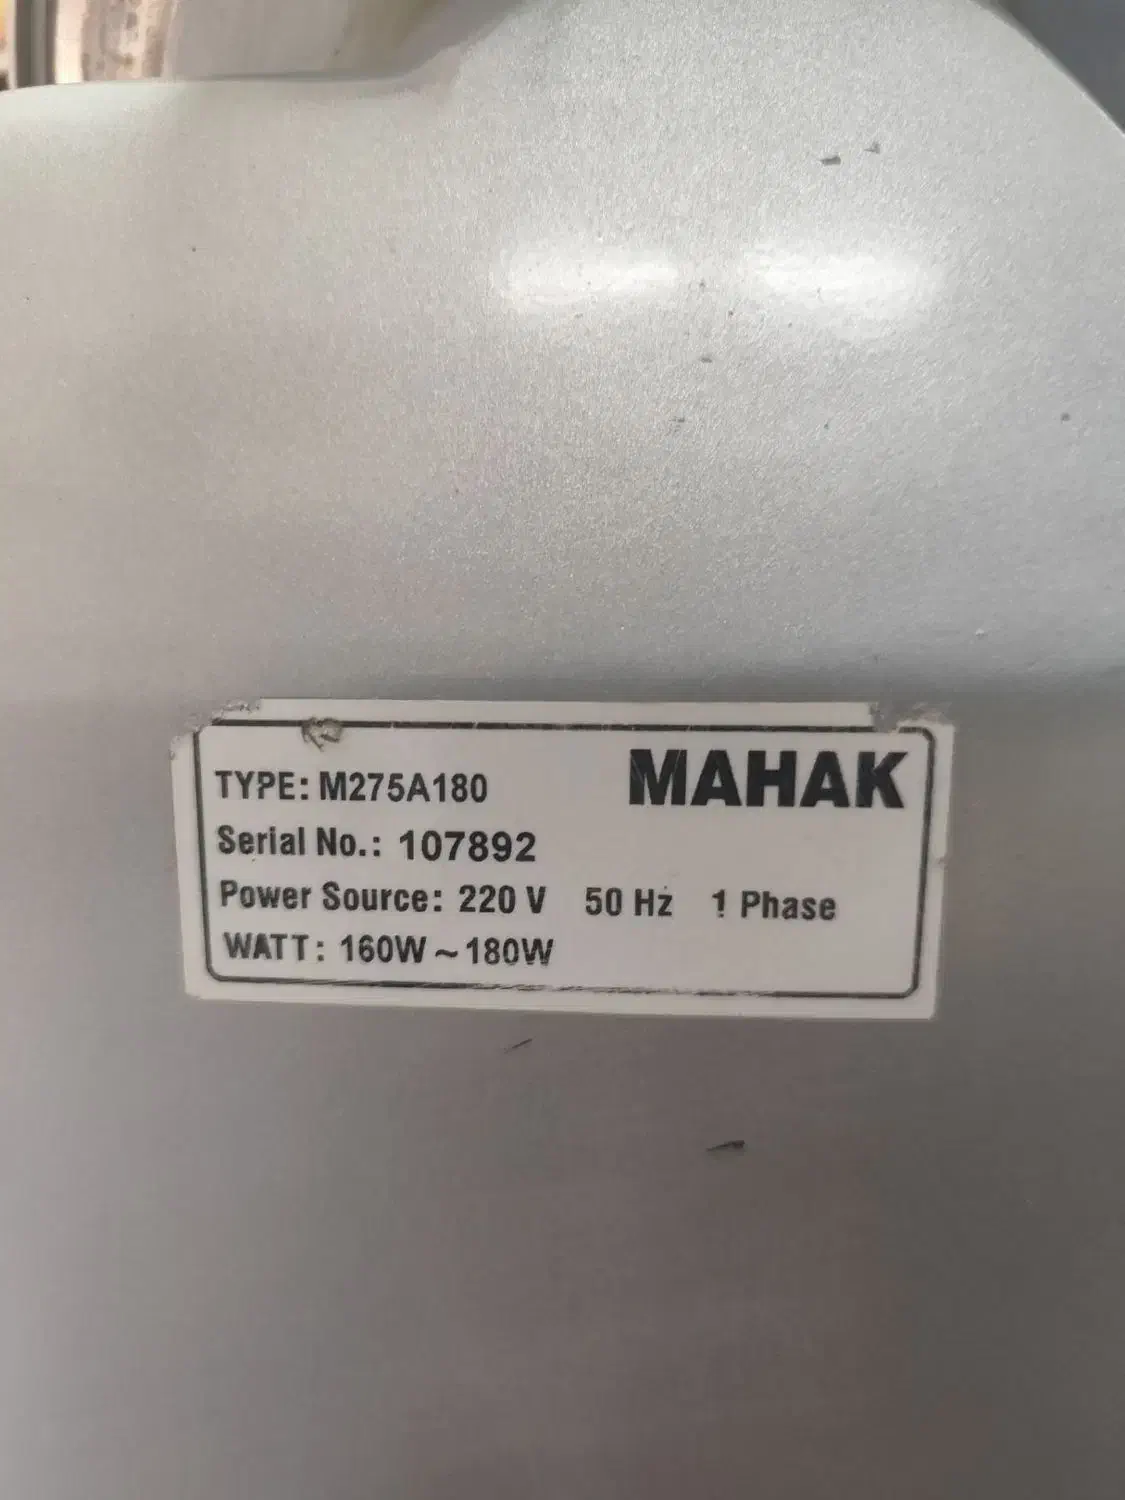 MAHAK
TYPE: M275A180
Serial No.: 107892
Power Source: 220 V 50 Hz 1 Phase
WATT: 160W ~ 180W